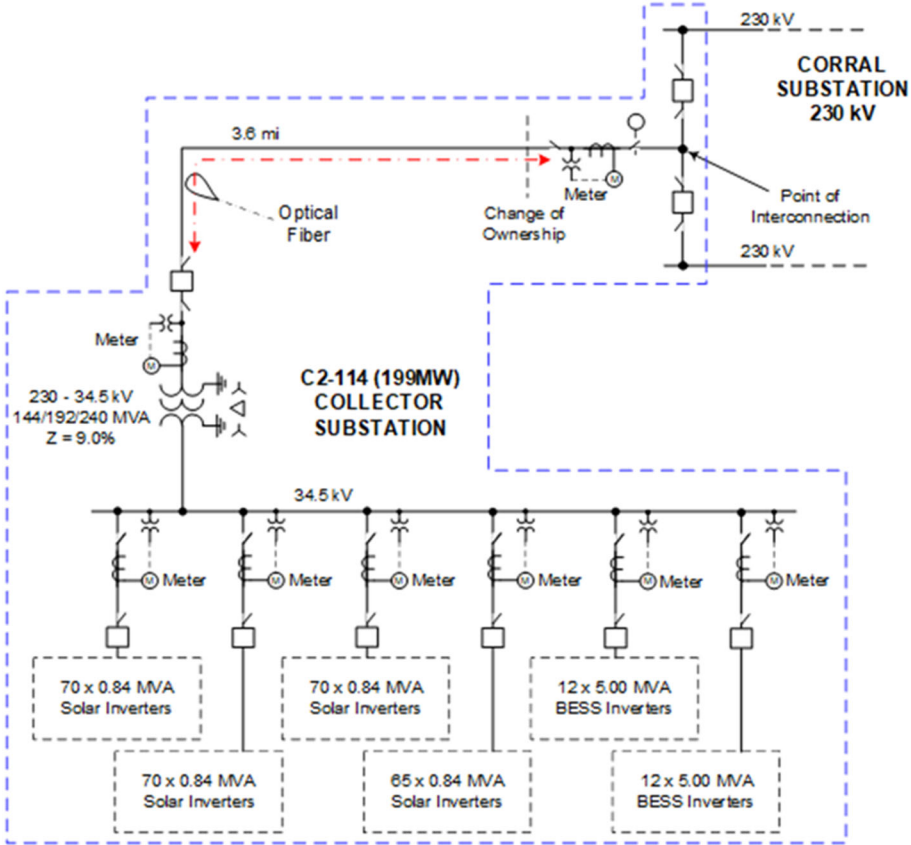 230 kV
CORRAL
SUBSTATION
230 kV
3.6 mi
Meter
M
Optical
Fiber
Change of
Ownership
Point of
Interconnection
230 kV
Meter
M
230 - 34.5 kV
144/192/240 MVA
Z = 9.0%
C2-114 (199MW)
COLLECTOR
SUBSTATION
34.5 kV
M Meter
M Meter
M Meter
M Meter
M Meter
M Meter
70 x 0.84 MVA
Solar Inverters
70 x 0.84 MVA
Solar Inverters
12 x 5.00 MVA
BESS Inverters
70 x 0.84 MVA
Solar Inverters
65 x 0.84 MVA
Solar Inverters
12 x 5.00 MVA
BESS Inverters